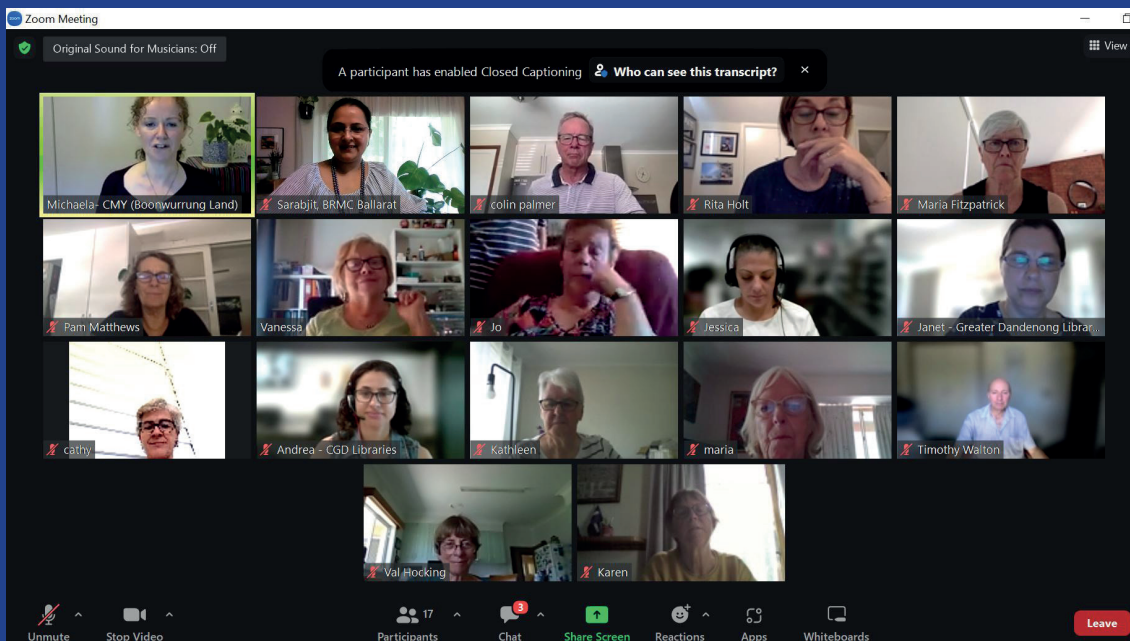 zoom Zoom Meeting
Original Sound for Musicians: Off
A participant has enabled Closed Captioning Who can see this transcript?
View
Michaela- CMY (Boonwurrung Land)
Sarabjit, BRMC Ballarat
colin palmer
Rita Holt
Maria Fitzpatrick
Pam Matthews
Vanessa
Jo
Jessica
Janet - Greater Dandenong Librar...
cathy
Andrea - CGD Libraries
Kathleen
maria
Timothy Walton
Val Hocking
Karen
17
3
Unmute Stop Video Participants Chat Share Screen Reactions Apps Whiteboards Leave